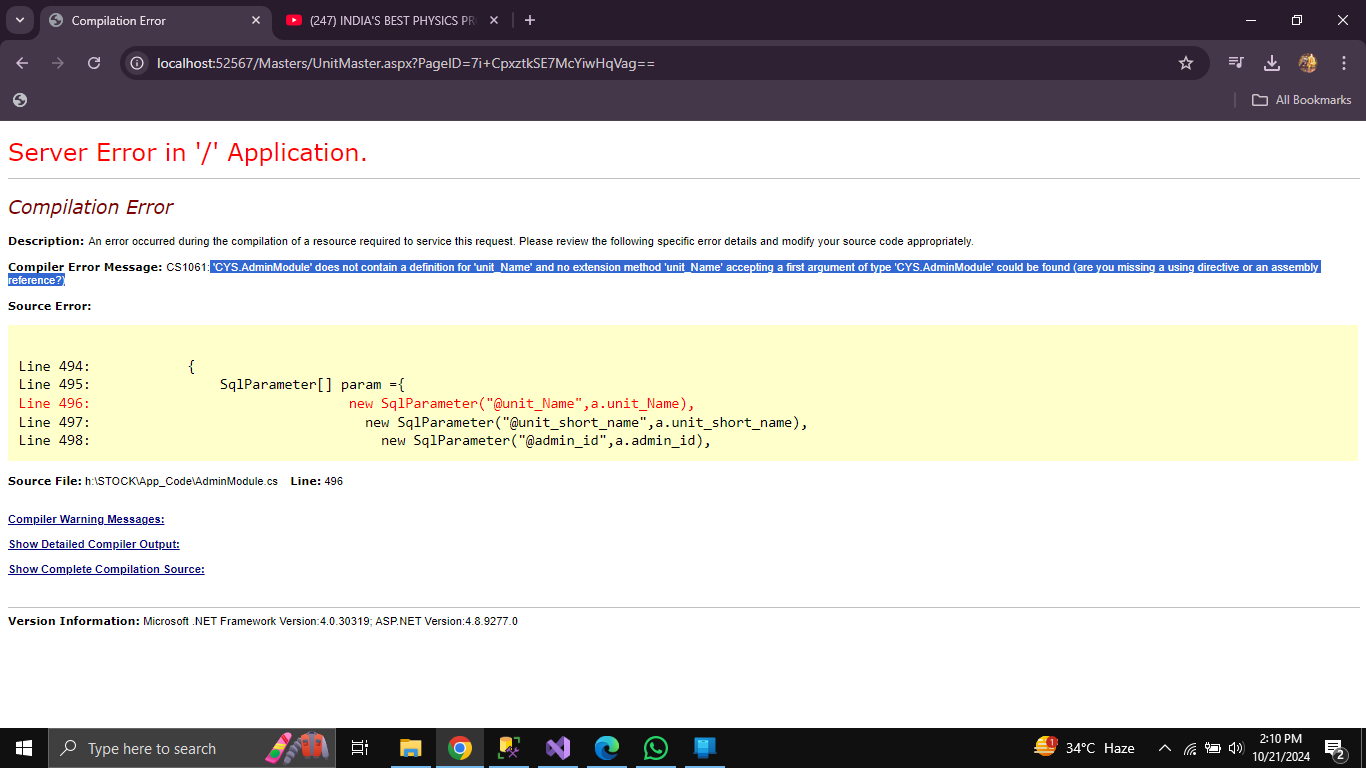 Compilation Error
(247) INDIA'S BEST PHYSICS PR
localhost:52567/Masters/UnitMaster.aspx?PageID=7i+CpxztkSE7McYiwHqVag==
All Bookmarks
Server Error in '/' Application.
Compilation Error
Description: An error occurred during the compilation of a resource required to service this request. Please review the following specific error details and modify your source code appropriately.
Compiler Error Message: CS1061: 'CYS.AdminModule' does not contain a definition for 'unit_Name' and no extension method 'unit_Name' accepting a first argument of type 'CYS.AdminModule' could be found (are you missing a using directive or an assembly
reference?)
Source Error:
Line 494:            {
Line 495:                SqlParameter[] param ={
Line 496:                                new SqlParameter("@unit_Name",a.unit_Name),
Line 497:                                  new SqlParameter("@unit_short_name",a.unit_short_name),
Line 498:                                    new SqlParameter("@admin_id",a.admin_id),
Source File: h:\STOCK\App_Code\AdminModule.cs    Line: 496
Compiler Warning Messages:
Show Detailed Compiler Output:
Show Complete Compilation Source:
Version Information: Microsoft .NET Framework Version:4.0.30319; ASP.NET Version:4.8.9277.0
Type here to search
1
34°C Haze
2:10 PM
10/21/2024
2